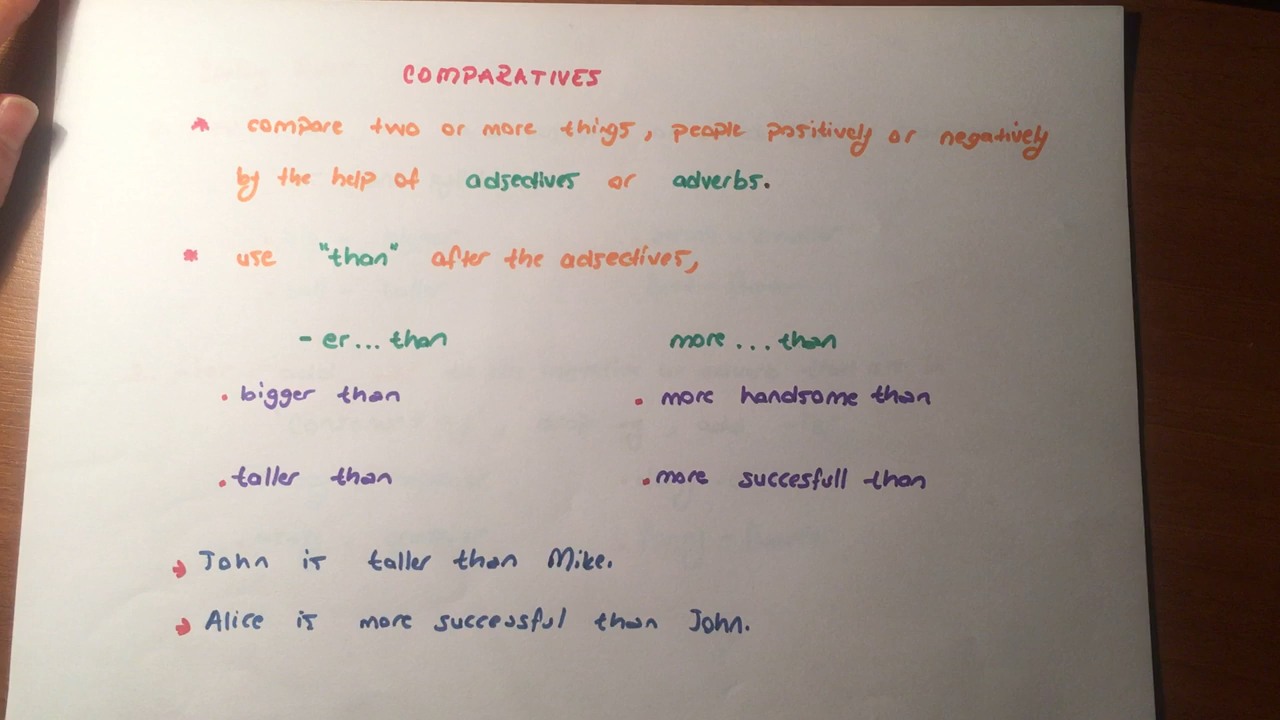 COMPARATIVES
* compare two or more things, people positively or negatively
by the help of adsectives or adverbs.
* use "than" after the adsectives,
- er... than more ... than
. bigger than . more handsome than
. taller than . more succesfull than
→ John is taller than Mike.
→ Alice is more successful than John.